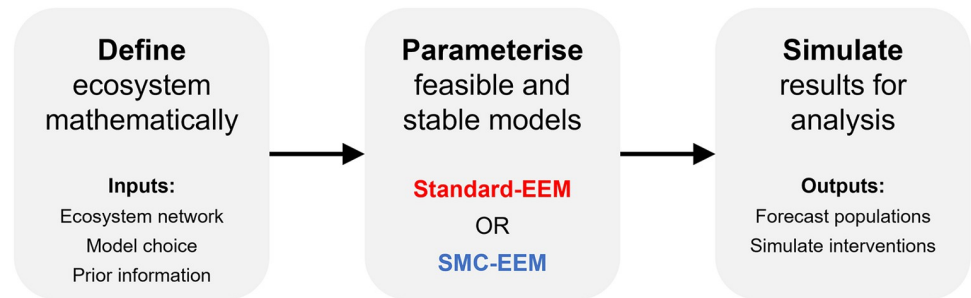 Define
ecosystem
mathematically
Inputs:
Ecosystem network
Model choice
Prior information
Parameterise
feasible and
stable models
Standard-EEM
OR
SMC-EEM
Simulate
results for
analysis
Outputs:
Forecast populations
Simulate interventions